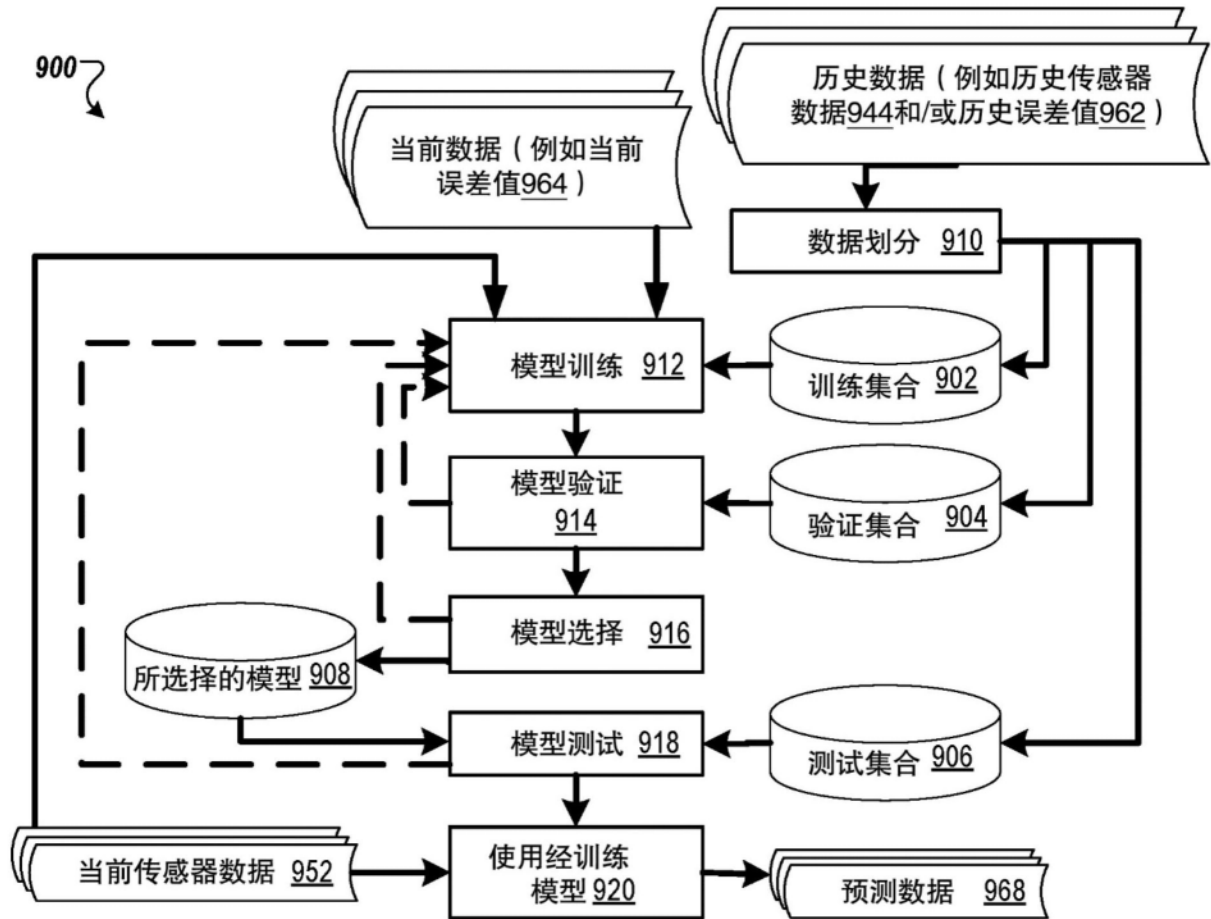 900
历史数据（例如历史传感器
数据944和/或历史误差值962）
当前数据（例如当前
误差值964）
数据划分 910
模型训练 912
训练集合 902
模型验证
914
验证集合 904
模型选择 916
所选择的模型 908
模型测试 918
测试集合 906
当前传感器数据 952
使用经训练
模型 920
预测数据 968